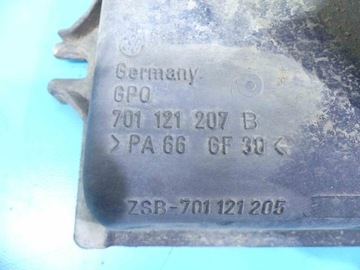 Germany
GPO
701 121 207 B
>PA 66 GF 30<
ZSB-701 121 205